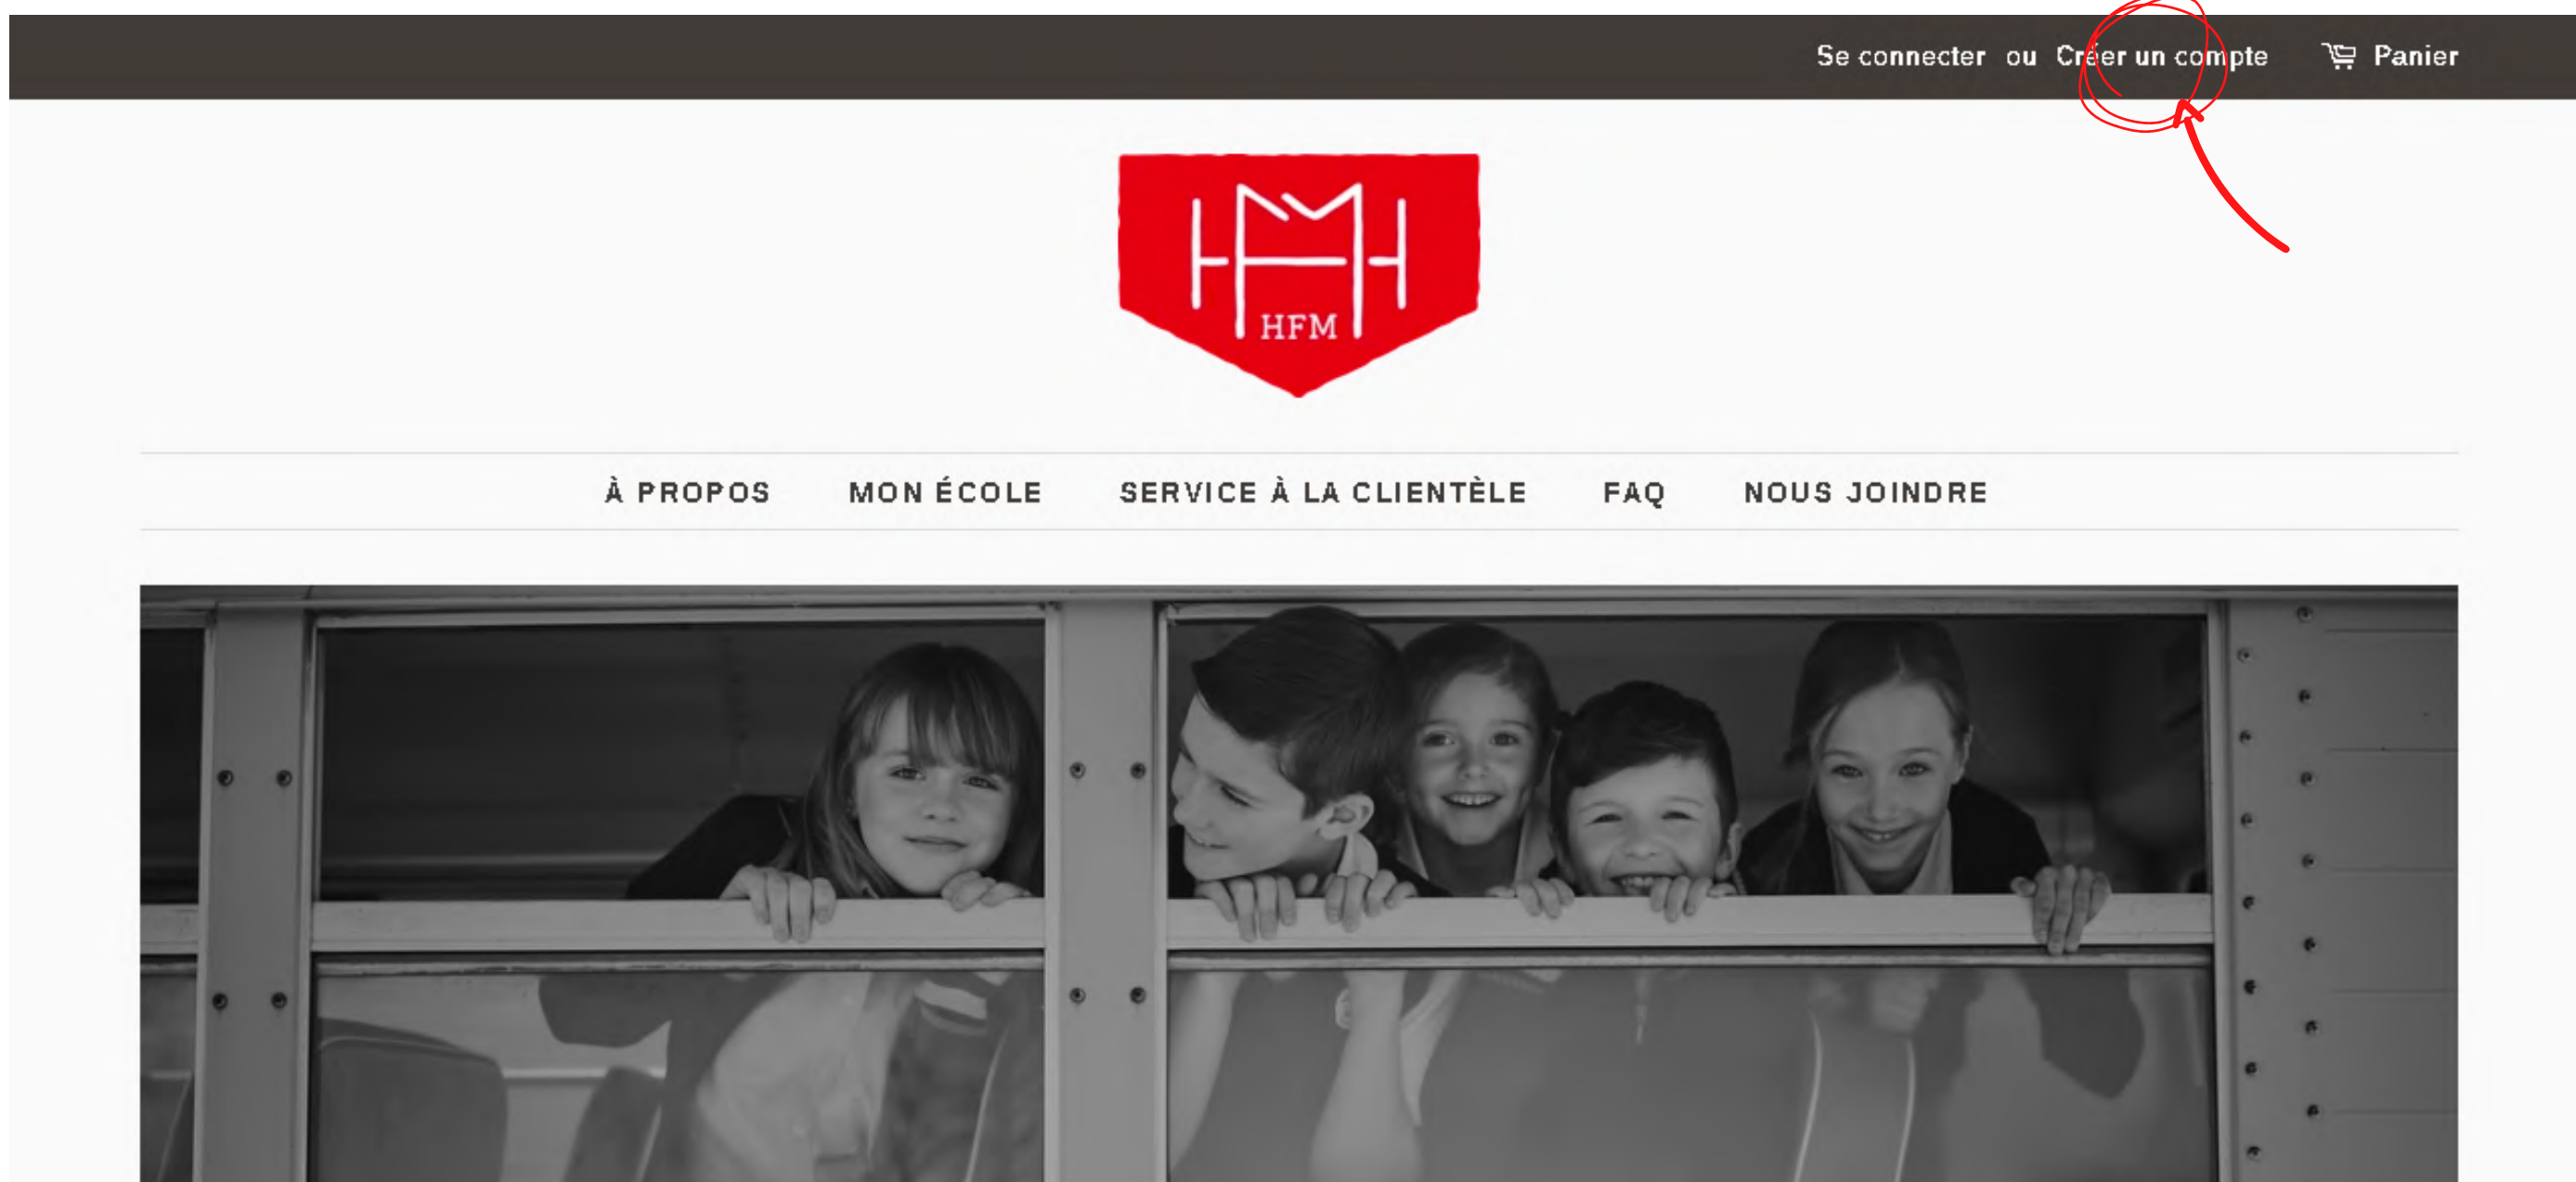 Se connecter ou Créer un compte Panier
HFM
À PROPOS MON ÉCOLE SERVICE À LA CLIENTÈLE FAQ NOUS JOINDRE